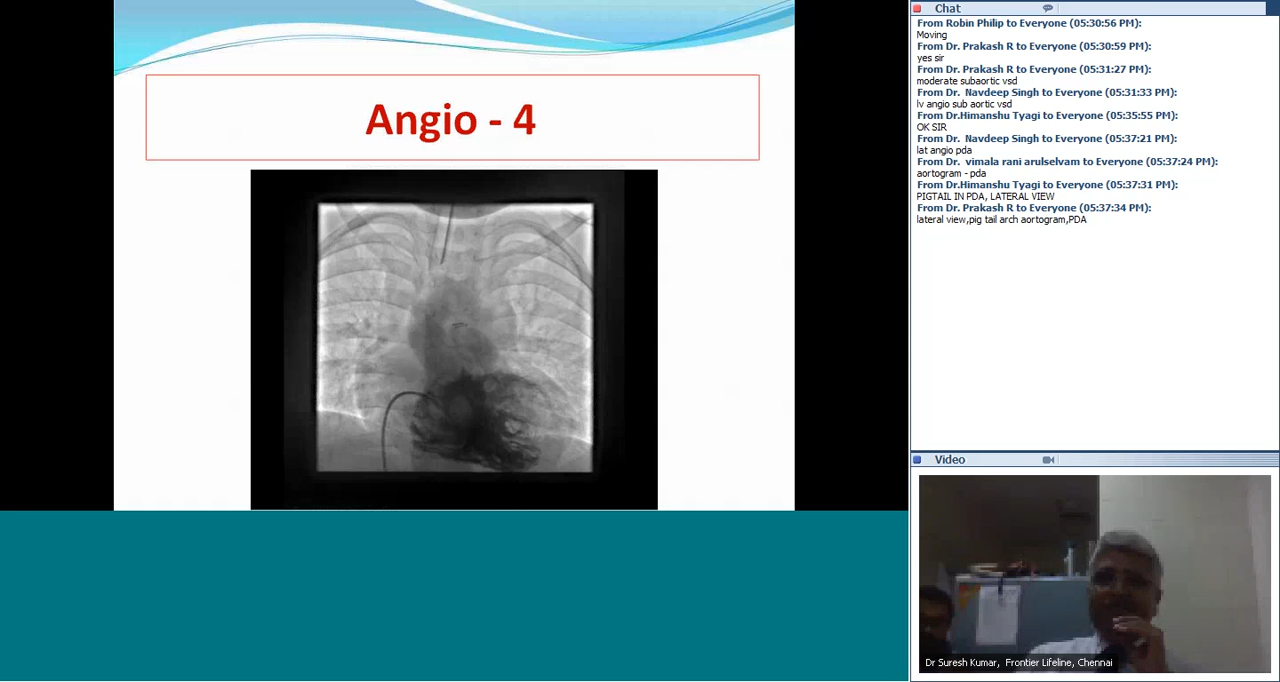 Angio - 4
Chat
From Robin Philip to Everyone (05:30:56 PM):
Moving
From Dr. Prakash R to Everyone (05:30:59 PM):
yes sir
From Dr. Prakash R to Everyone (05:31:27 PM):
moderate subaortic vsd
From Dr.  Navdeep Singh to Everyone (05:31:33 PM):
lv angio sub aortic vsd
From Dr.Himanshu Tyagi to Everyone (05:35:55 PM):
OK SIR
From Dr.  Navdeep Singh to Everyone (05:37:21 PM):
lat angio pda
From Dr.  vimala rani arulselvam to Everyone (05:37:24 PM):
aortogram - pda
From Dr.Himanshu Tyagi to Everyone (05:37:31 PM):
PIGTAIL IN PDA, LATERAL VIEW
From Dr. Prakash R to Everyone (05:37:34 PM):
lateral view,pig tail arch aortogram,PDA
Video
Dr Suresh Kumar,  Frontier Lifeline, Chennai